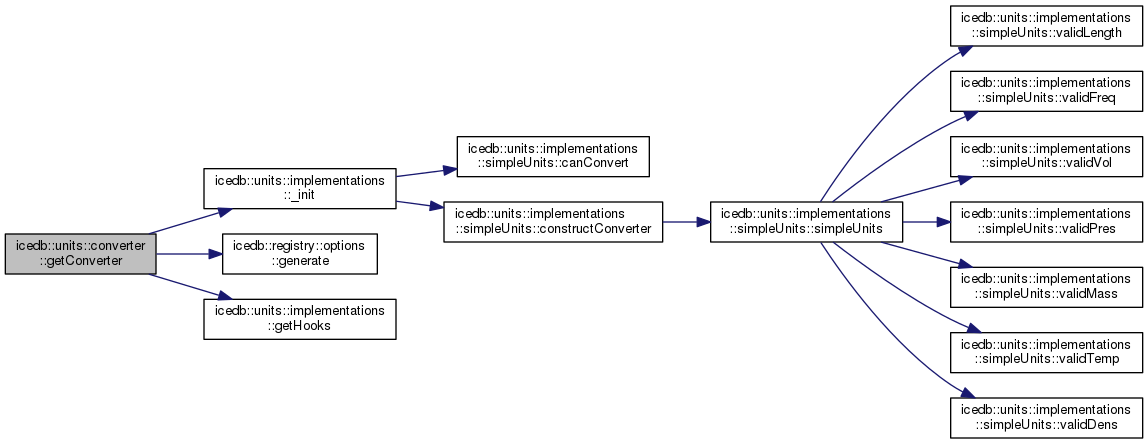 icedb::units::converter
::getConverter
icedb::units::implementations
::_init
icedb::registry::options
::generate
icedb::units::implementations
::getHooks
icedb::units::implementations
::simpleUnits::canConvert
icedb::units::implementations
::simpleUnits::constructConverter
icedb::units::implementations
::simpleUnits::simpleUnits
icedb::units::implementations
::simpleUnits::validLength
icedb::units::implementations
::simpleUnits::validFreq
icedb::units::implementations
::simpleUnits::validVol
icedb::units::implementations
::simpleUnits::validPres
icedb::units::implementations
::simpleUnits::validMass
icedb::units::implementations
::simpleUnits::validTemp
icedb::units::implementations
::simpleUnits::validDens